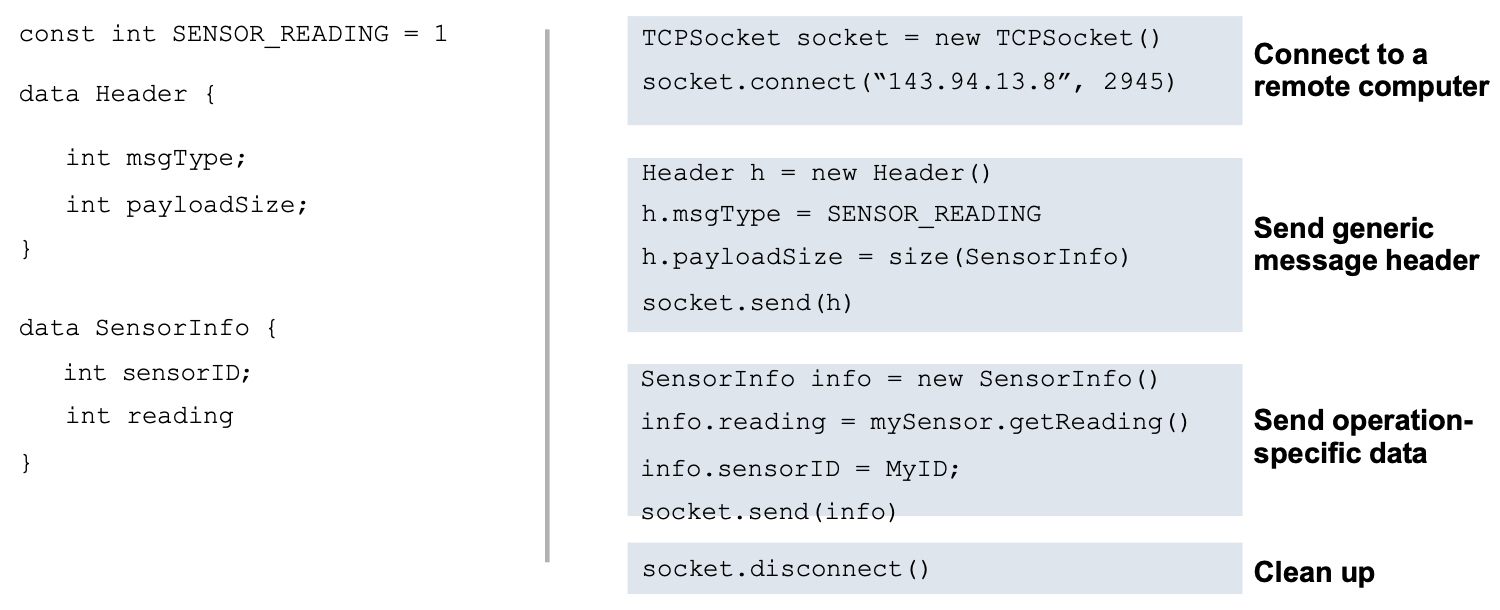 const int SENSOR_READING = 1
data Header {
int msgType;
int payloadSize;
}
data SensorInfo {
int sensorID;
int reading
}
TCPSocket socket = new TCPSocket()
socket.connect(“143.94.13.8”, 2945)
Connect to a
remote computer
Header h = new Header()
h.msgType = SENSOR_READING
h.payloadSize = size(SensorInfo)
socket.send(h)
Send generic
message header
SensorInfo info = new SensorInfo()
info.reading = mySensor.getReading()
info.sensorID = MyID;
socket.send(info)
Send operation-
specific data
socket.disconnect()
Clean up